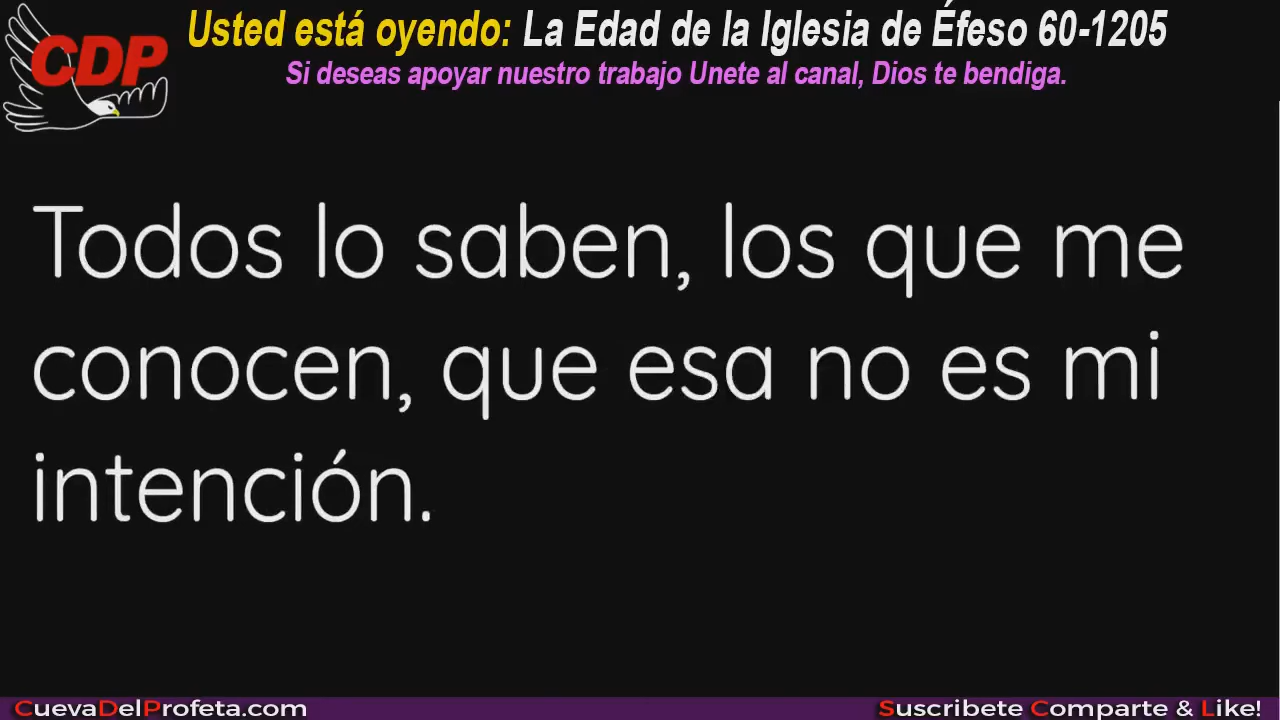 CDP
Usted está oyendo: La Edad de la Iglesia de Éfeso 60-1205
Si deseas apoyar nuestro trabajo Unete al canal, Dios te bendiga.
Todos lo saben, los que me
conocen, que esa no es mi
intención.
CuevaDelProfeta.com
Suscribete Comparte & Like!